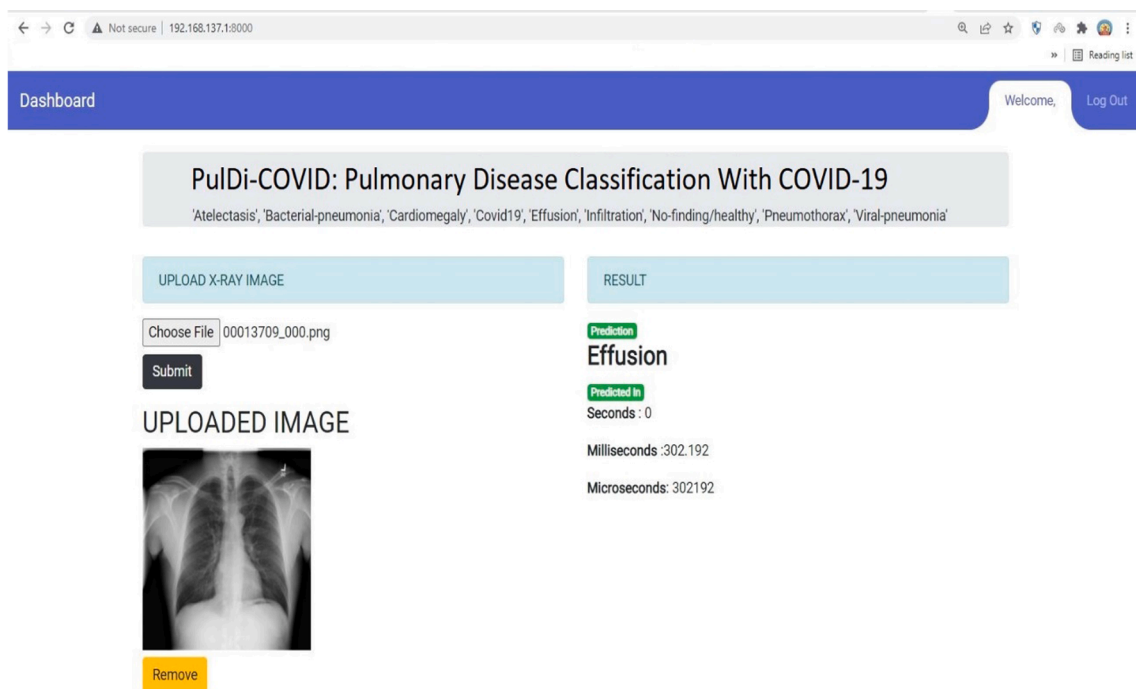 Not secure | 192.168.137.1:8000
» Reading list
Dashboard Welcome, Log Out
PulDi-COVID: Pulmonary Disease Classification With COVID-19
'Atelectasis', 'Bacterial-pneumonia', 'Cardiomegaly', 'Covid19', 'Effusion', 'Infiltration', 'No-finding/healthy', 'Pneumothorax', 'Viral-pneumonia'
UPLOAD X-RAY IMAGE
Choose File 00013709_000.png
Submit
UPLOADED IMAGE
L
Remove
RESULT
Prediction
Effusion
Predicted In
Seconds : 0
Milliseconds :302.192
Microseconds: 302192